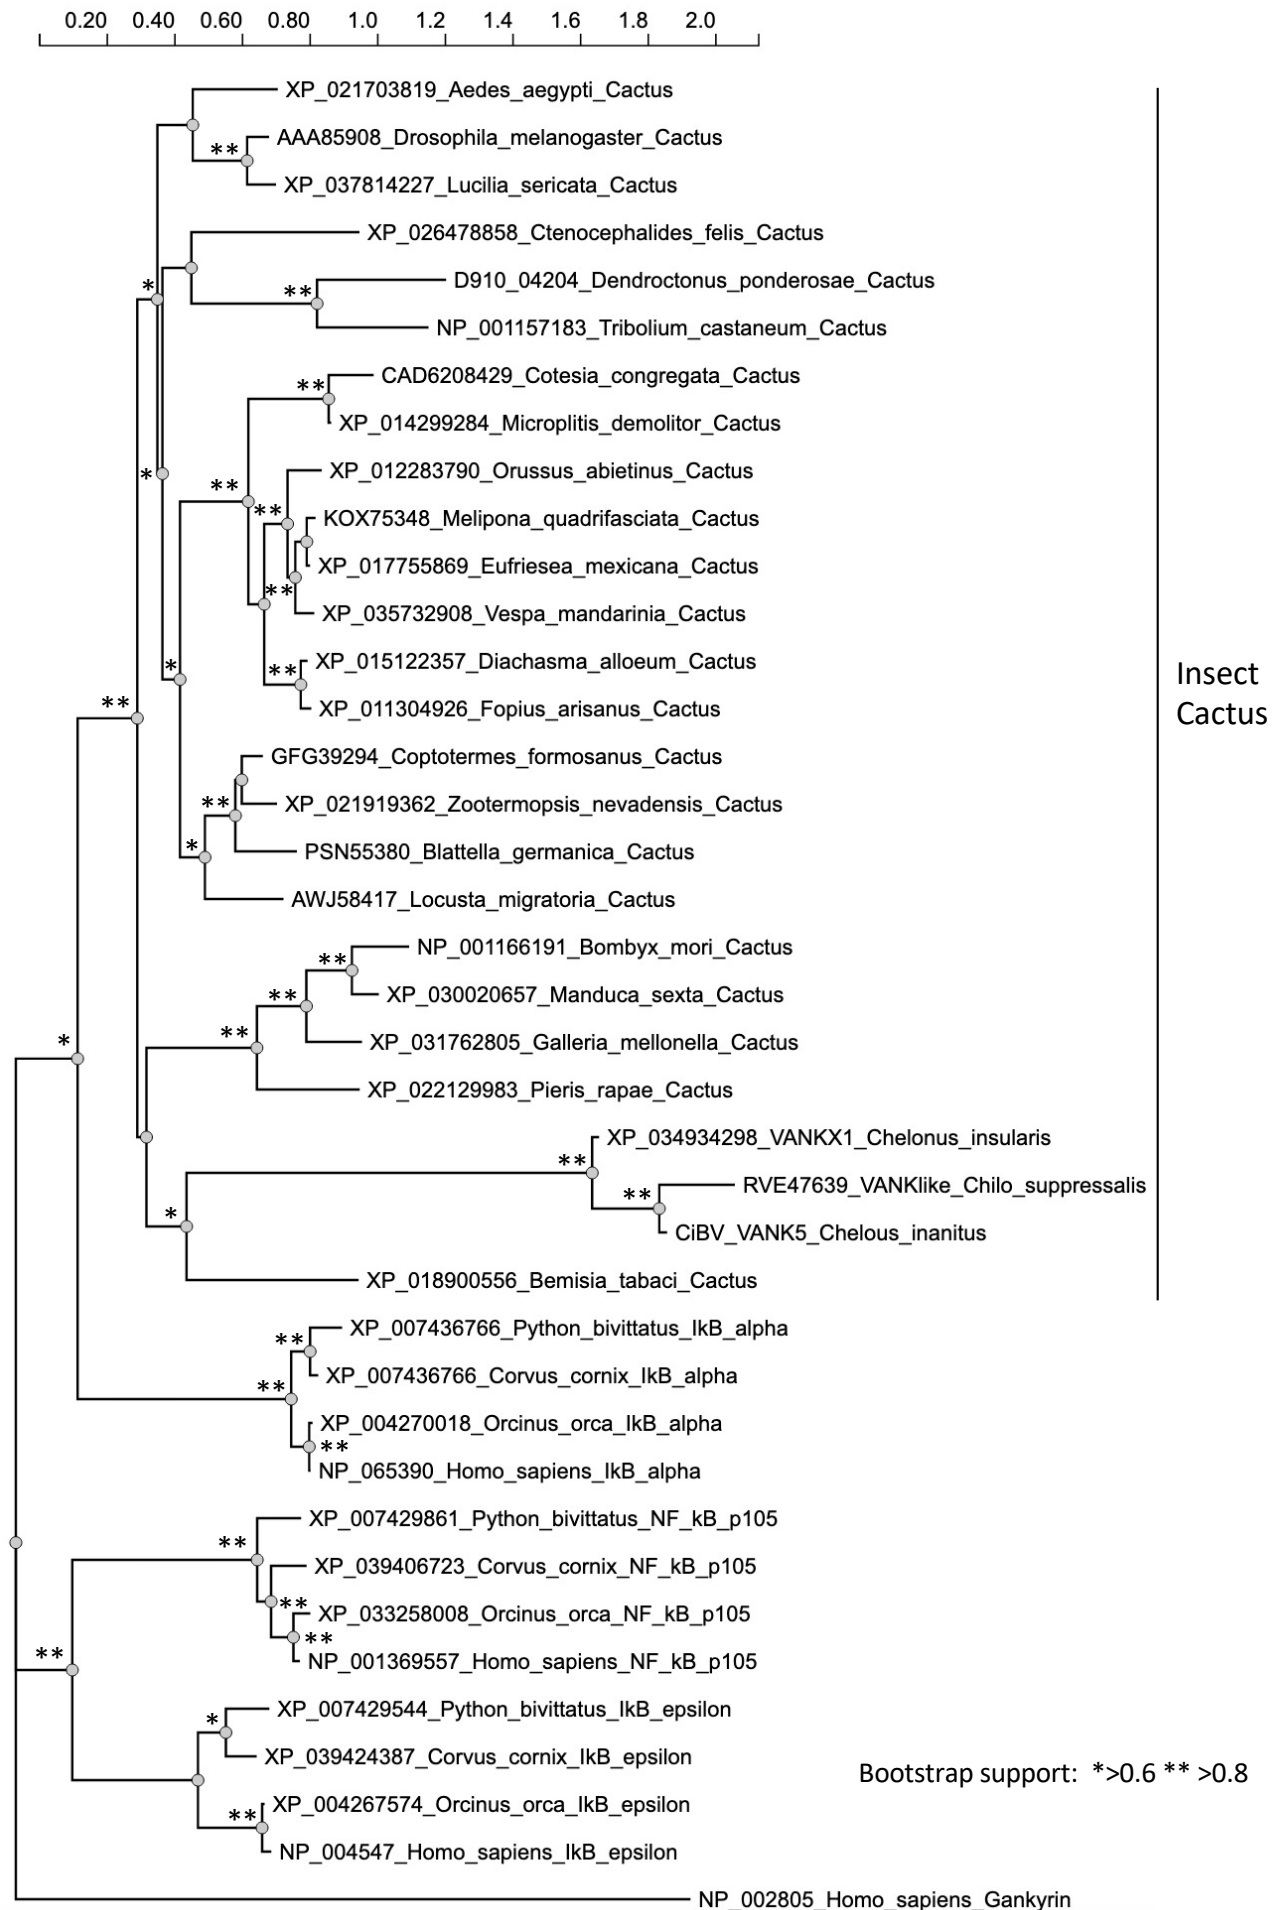 0.20 0.40 0.60 0.80 1.0 1.2 1.4 1.6 1.8 2.0
XP_021703819_Aedes_aegypti_Cactus
** AAA85908_Drosophila_melanogaster_Cactus
XP_037814227_Lucilia_sericata_Cactus
XP_026478858_Ctenocephalides_felis_Cactus
* ** D910_04204_Dendroctonus_ponderosae_Cactus
NP_001157183_Tribolium_castaneum_Cactus
** CAD6208429_Cotesia_congregata_Cactus
XP_014299284_Microplitis_demolitor_Cactus
* XP_012283790_Orussus_abietinus_Cactus
** ** KOX75348_Melipona_quadrifasciata_Cactus
XP_017755869_Eufriesea_mexicana_Cactus
** XP_035732908_Vespa_mandarinia_Cactus
* ** XP_015122357_Diachasma_alloeum_Cactus
Insect
Cactus
** XP_011304926_Fopius_arisanus_Cactus
GFG39294_Coptotermes_formosanus_Cactus
** XP_021919362_Zootermopsis_nevadensis_Cactus
* PSN55380_Blattella_germanica_Cactus
AWJ58417_Locusta_migratoria_Cactus
** NP_001166191_Bombyx_mori_Cactus
** XP_030020657_Manduca_sexta_Cactus
* ** XP_031762805_Galleria_mellonella_Cactus
XP_022129983_Pieris_rapae_Cactus
** XP_034934298_VANKX1_Chelonus_insularis
** RVE47639_VANKlike_Chilo_suppressalis
* CiBV_VANK5_Chelous_inanitus
XP_018900556_Bemisia_tabaci_Cactus
** XP_007436766_Python_bivittatus_IkB_alpha
** XP_007436766_Corvus_cornix_IkB_alpha
XP_004270018_Orcinus_orca_IkB_alpha
**
NP_065390_Homo_sapiens_IkB_alpha
** XP_007429861_Python_bivittatus_NF_kB_p105
XP_039406723_Corvus_cornix_NF_kB_p105
** XP_033258008_Orcinus_orca_NF_kB_p105
**
** NP_001369557_Homo_sapiens_NF_kB_p105
* XP_007429544_Python_bivittatus_IkB_epsilon
XP_039424387_Corvus_cornix_IkB_epsilon
Bootstrap support: *>0.6 ** >0.8
** XP_004267574_Orcinus_orca_IkB_epsilon
NP_004547_Homo_sapiens_IkB_epsilon
NP_002805_Homo_sapiens_Gankyrin